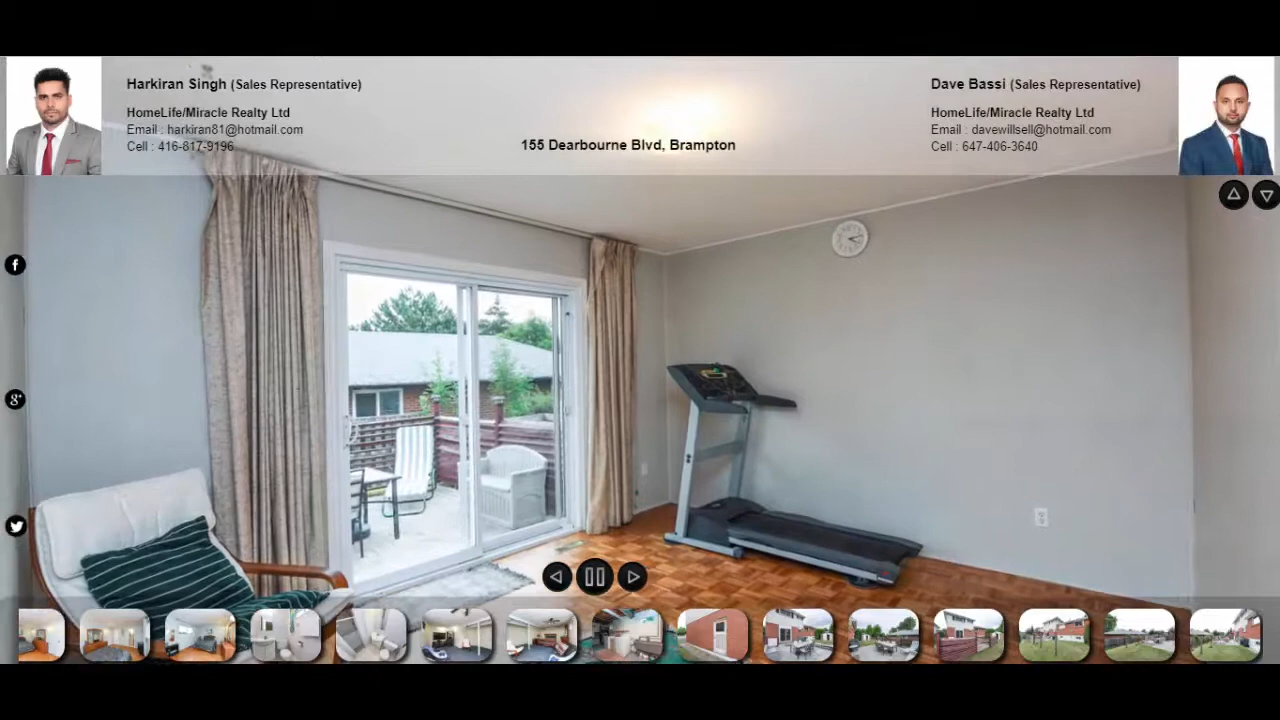 Harkiran Singh (Sales Representative)
HomeLife/Miracle Realty Ltd
Email : harkiran81@hotmail.com
Cell : 416-817-9196
155 Dearbourne Blvd, Brampton
Dave Bassi (Sales Representative)
HomeLife/Miracle Realty Ltd
Email : davewillsell@hotmail.com
Cell : 647-406-3640